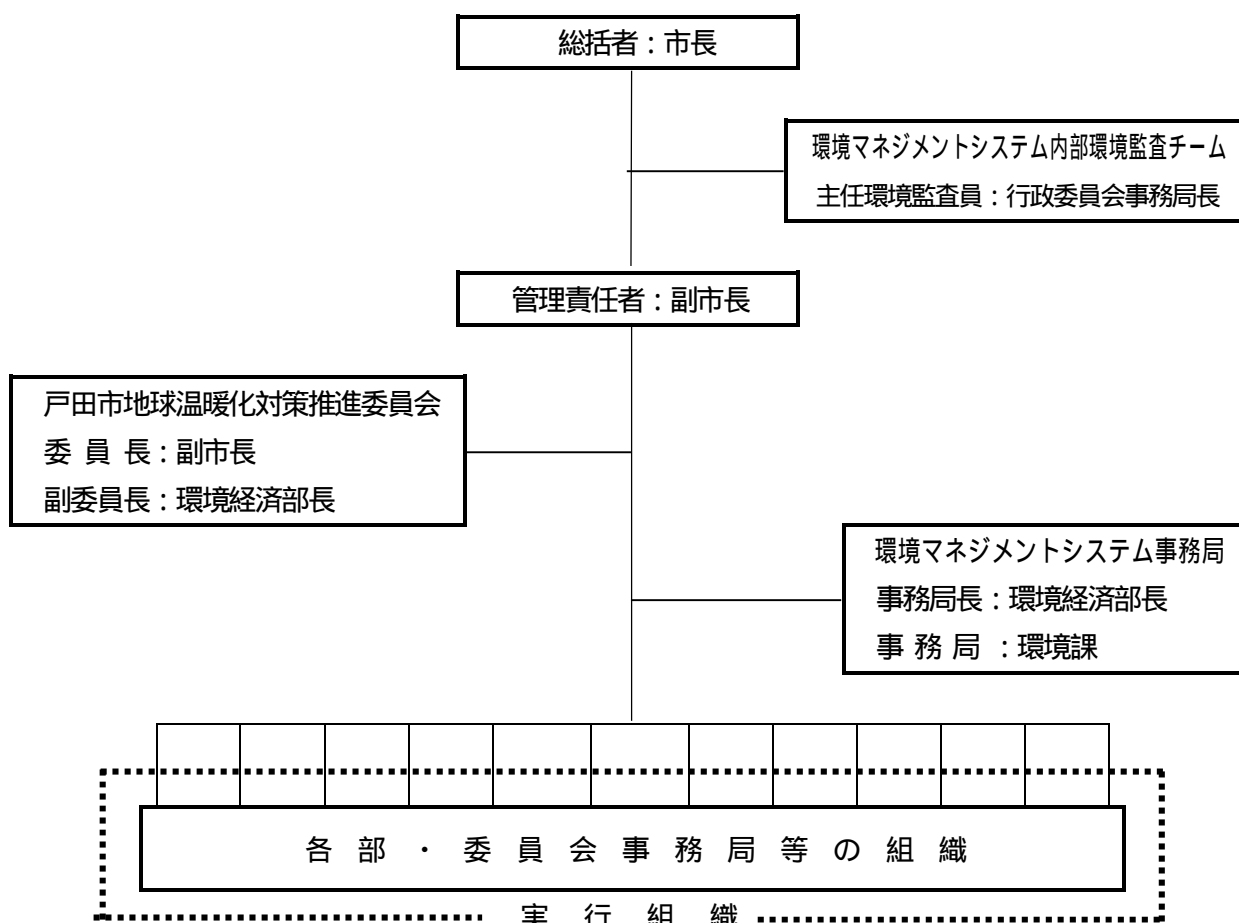 総括者：市長
環境マネジメントシステム内部環境監査チーム
主任環境監査員：行政委員会事務局長
管理責任者：副市長
戸田市地球温暖化対策推進委員会
委 員 長：副市長
副委員長：環境経済部長
環境マネジメントシステム事務局
事務局長：環境経済部長
事 務 局 ：環境課
各 部 ・ 委 員 会 事 務 局 等 の 組 織
実 行 組 織